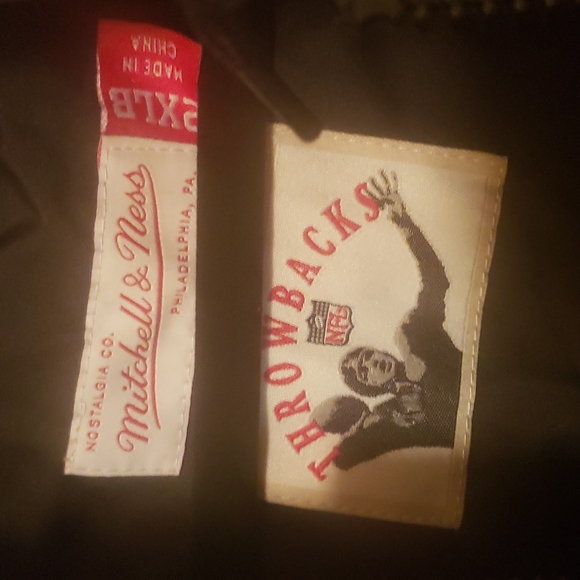 NOSTALGIA CO.
Mitchell & Ness
PHILADELPHIA, PA.
2XLB
MADE IN
CHINA
THROWBACKS
NFL